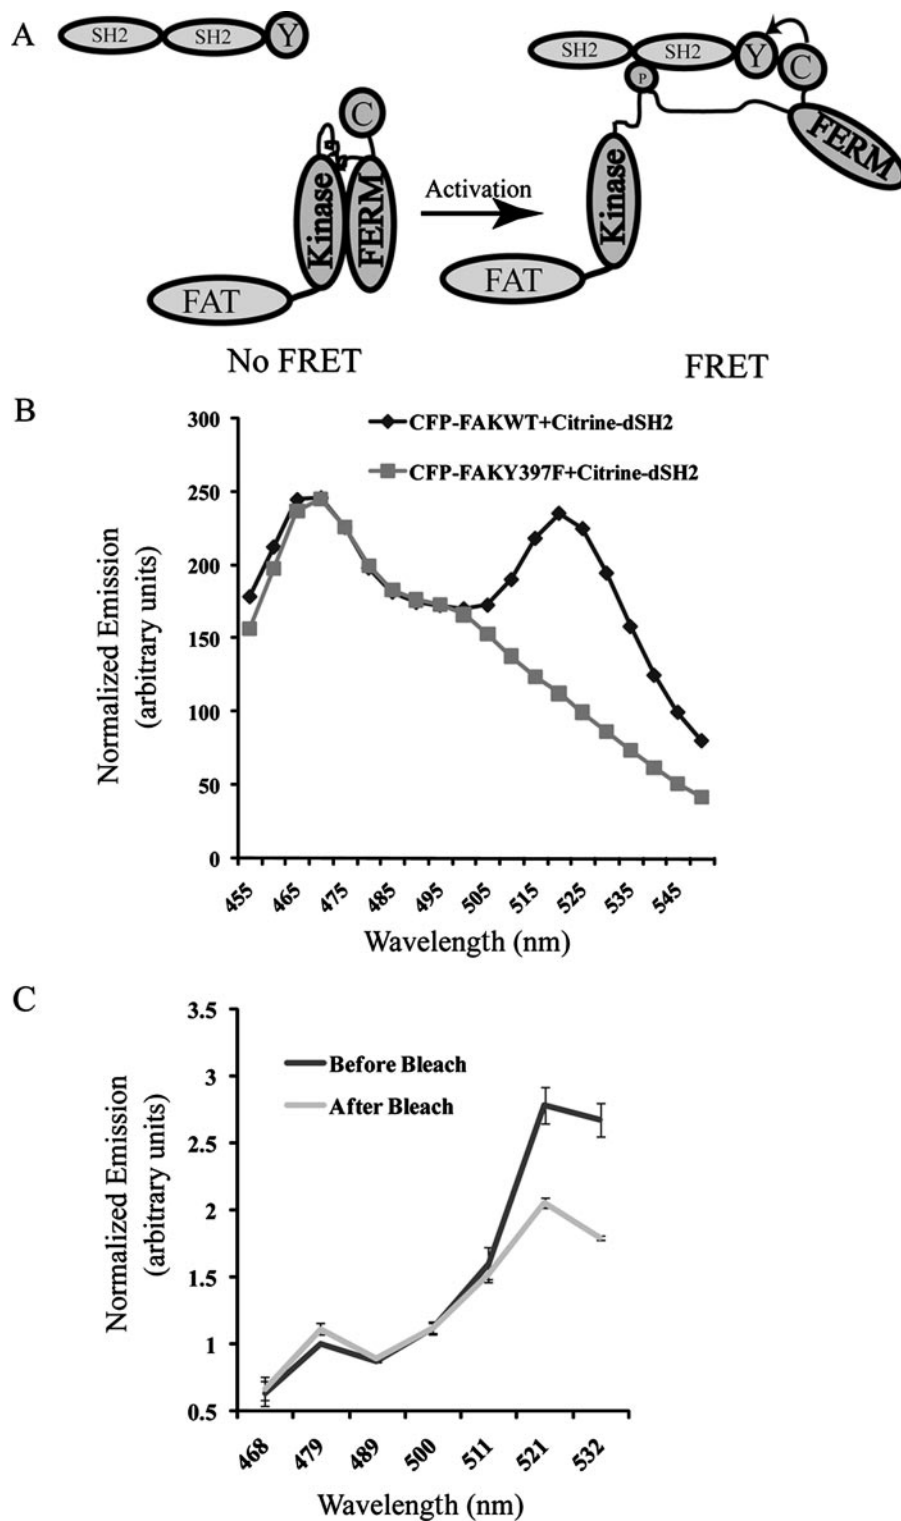 A
SH2
SH2
Y
C
Kinase
FERM
FAT
Activation
SH2
SH2
Y
C
P
FERM
Kinase
FAT
No FRET
FRET
B
300
250
200
150
100
50
0
CFP-FAKWT+Citrine-dSH2
CFP-FAKY397F+Citrine-dSH2
Normalized Emission
(arbitrary units)
455
465
475
485
495
505
515
525
535
545
Wavelength (nm)
C
3.5
3
2.5
2
1.5
1
0.5
Before Bleach
After Bleach
Normalized Emission
(arbitrary units)
468
479
489
500
511
521
532
Wavelength (nm)